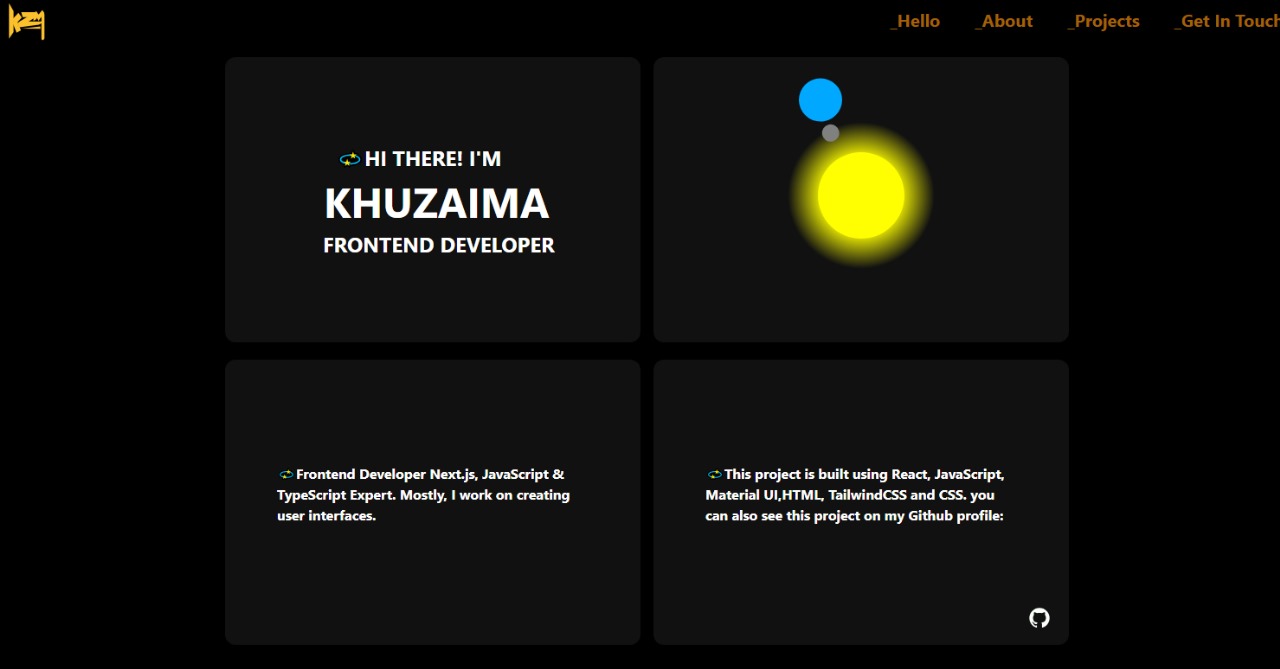 kzm
_Hello _About _Projects _Get In Touch
HI THERE! I'M
KHUZAIMA
FRONTEND DEVELOPER
Frontend Developer Next.js, JavaScript &
TypeScript Expert. Mostly, I work on creating
user interfaces.
This project is built using React, JavaScript,
Material UI,HTML, TailwindCSS and CSS. you
can also see this project on my Github profile: